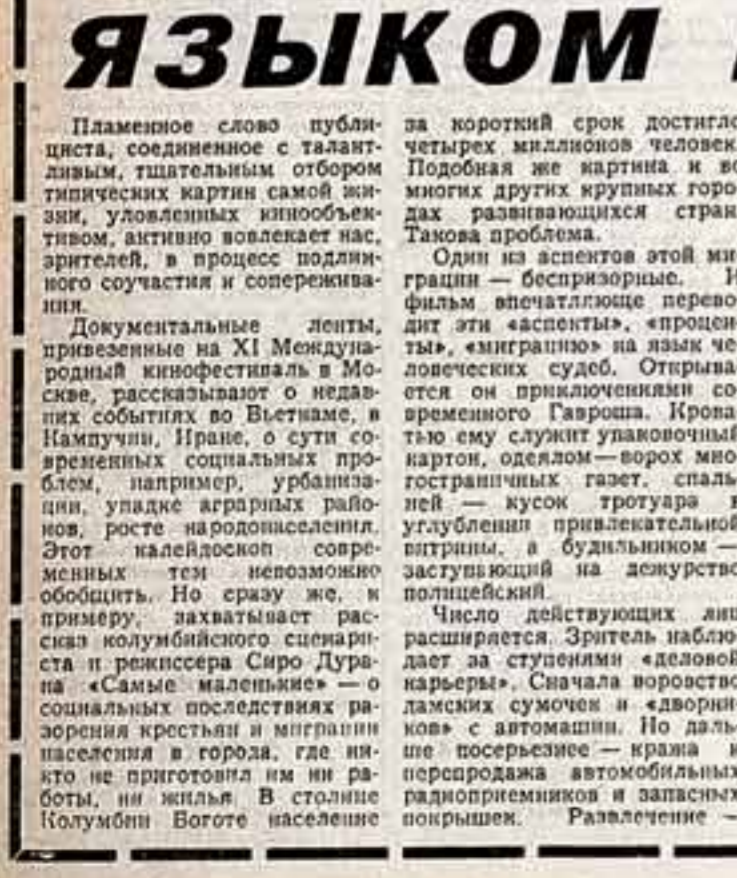 ЯЗЫКОМ
Пламенное слово публи-
циста, соединенное с талант-
ливым, тщательным отбором
типических картин самой жи-
зни, уловленных кинообъек-
тивом, активно вовлекает нас,
зрителей, в процесс подлин-
ного соучастия и сопережива-
ния.
Документальные ленты,
привезенные на XI Междуна-
родный кинофестиваль в Мо-
скве, рассказывают о недав-
них событиях во Вьетнаме, в
Кампучии, Иране, о сути со-
временных социальных про-
блем, например, урбаниза-
ции, упадке аграрных райо-
нов, росте народонаселения.
Этот калейдоскоп совре-
менных тем невозможно
обобщить. Но сразу же, к
примеру, захватывает рас-
сказ колумбийского сценари-
ста и режиссера Сиро Дура-
на «Самые маленькие» — о
социальных последствиях ра-
зорения крестьян и миграции
населения в города, где ни-
кто не приготовил им ни ра-
боты, ни жилья. В столице
Колумбии Боготе население
за короткий срок достигло
четырех миллионов человек.
Подобная же картина и во
многих других крупных горо-
дах развивающихся стран.
Такова проблема.
Один из аспентов этой ми-
грации — беспризорные. И
фильм впечатляюще перево-
дит эти «аспекты», «процен-
ты», «миграцию» на язык че-
ловеческих судеб. Открыва-
ется он приключениями со-
временного Гавроша. Крова-
тью ему служит упаковочный
картон, одеялом—ворох мно-
гостраничных газет, спаль-
ней — кусок тротуара в
углублении привлекательной
витрины, а будильником —
заступающий на дежурство
полицейский.
Число действующих лиц
расширяется. Зритель наблю-
дает за ступенями «деловой
карьеры». Сначала воровство
дамских сумочек и «дворни-
ков» с автомашин. Но даль-
ше посерьезнее — кража и
перепродажа автомобильных
радиоприемников и запасных
покрышек. Развлечение —